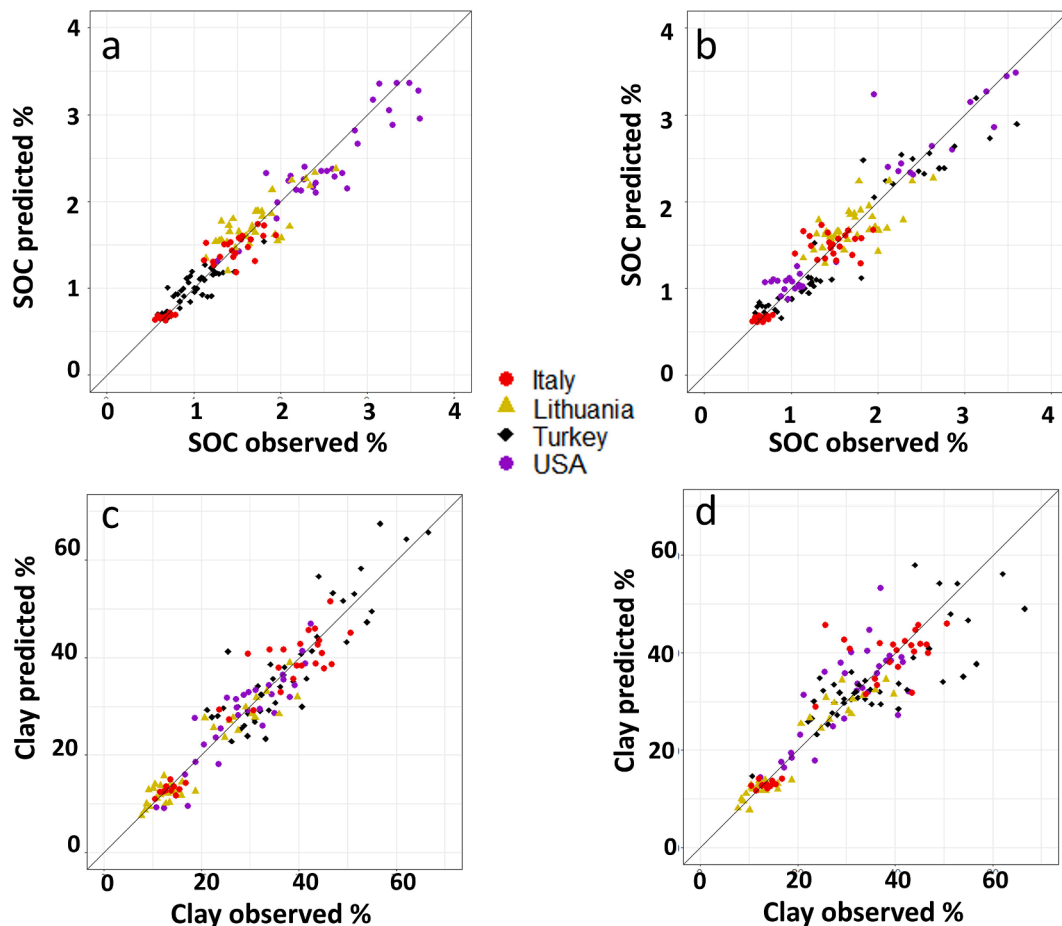 a
4
3
2
1
0
SOC predicted %
0 1 2 3 4
SOC observed %
b
4
3
2
1
0
SOC predicted %
0 1 2 3 4
SOC observed %
Italy
Lithuania
Turkey
USA
c
60
40
20
0
Clay predicted %
0 20 40 60
Clay observed %
d
60
40
20
0
Clay predicted %
0 20 40 60
Clay observed %